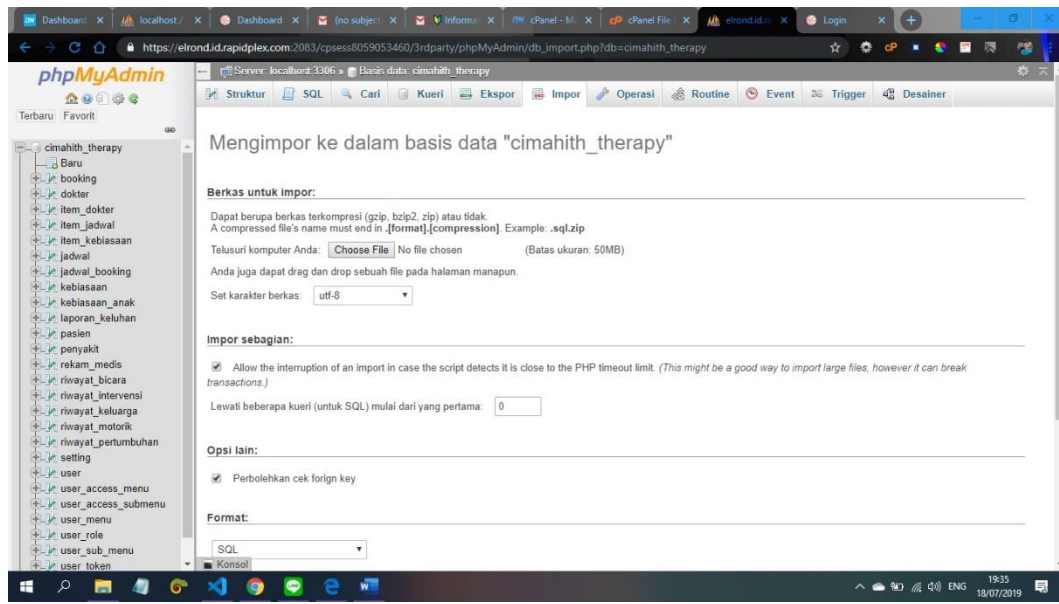 Dashboard
localhost /
Dashboard
(no subjec
Informa
cPanel - M
cPanel File
elrond.id.ra
Login
https://elrond.id.rapidplex.com:2083/cpsess8059053460/3rdparty/phpMyAdmin/db_import.php?db=cimahith_therapy
phpMyAdmin
Terbaru Favorit
cimahith_therapy
Baru
booking
dokter
item_dokter
item_jadwal
item_kebiasaan
jadwal
jadwal_booking
kebiasaan
kebiasaan_anak
laporan_keluhan
pasien
penyakit
rekam_medis
riwayat_bicara
riwayat_intervensi
riwayat_keluarga
riwayat_motorik
riwayat_pertumbuhan
setting
user
user_access_menu
user_access_submenu
user_menu
user_role
user_sub_menu
user_token
Server: localhost:3306 » Basis data: cimahith_therapy
Struktur SQL Cari Kueri Ekspor Impor Operasi Routine Event Trigger Desainer
Mengimpor ke dalam basis data "cimahith_therapy"
Berkas untuk impor:
Dapat berupa berkas terkompresi (gzip, bzip2, zip) atau tidak.
A compressed file's name must end in .[format].[compression]. Example: .sql.zip
Telusuri komputer Anda: Choose File No file chosen (Batas ukuran: 50MB)
Anda juga dapat drag dan drop sebuah file pada halaman manapun.
Set karakter berkas: utf-8
Impor sebagian:
Allow the interruption of an import in case the script detects it is close to the PHP timeout limit. (This might be a good way to import large files, however it can break
transactions.)
Lewati beberapa kueri (untuk SQL) mulai dari yang pertama: 0
Opsi lain:
Perbolehkan cek forign key
Format:
SQL
Konsol
ENG
19:35
18/07/2019